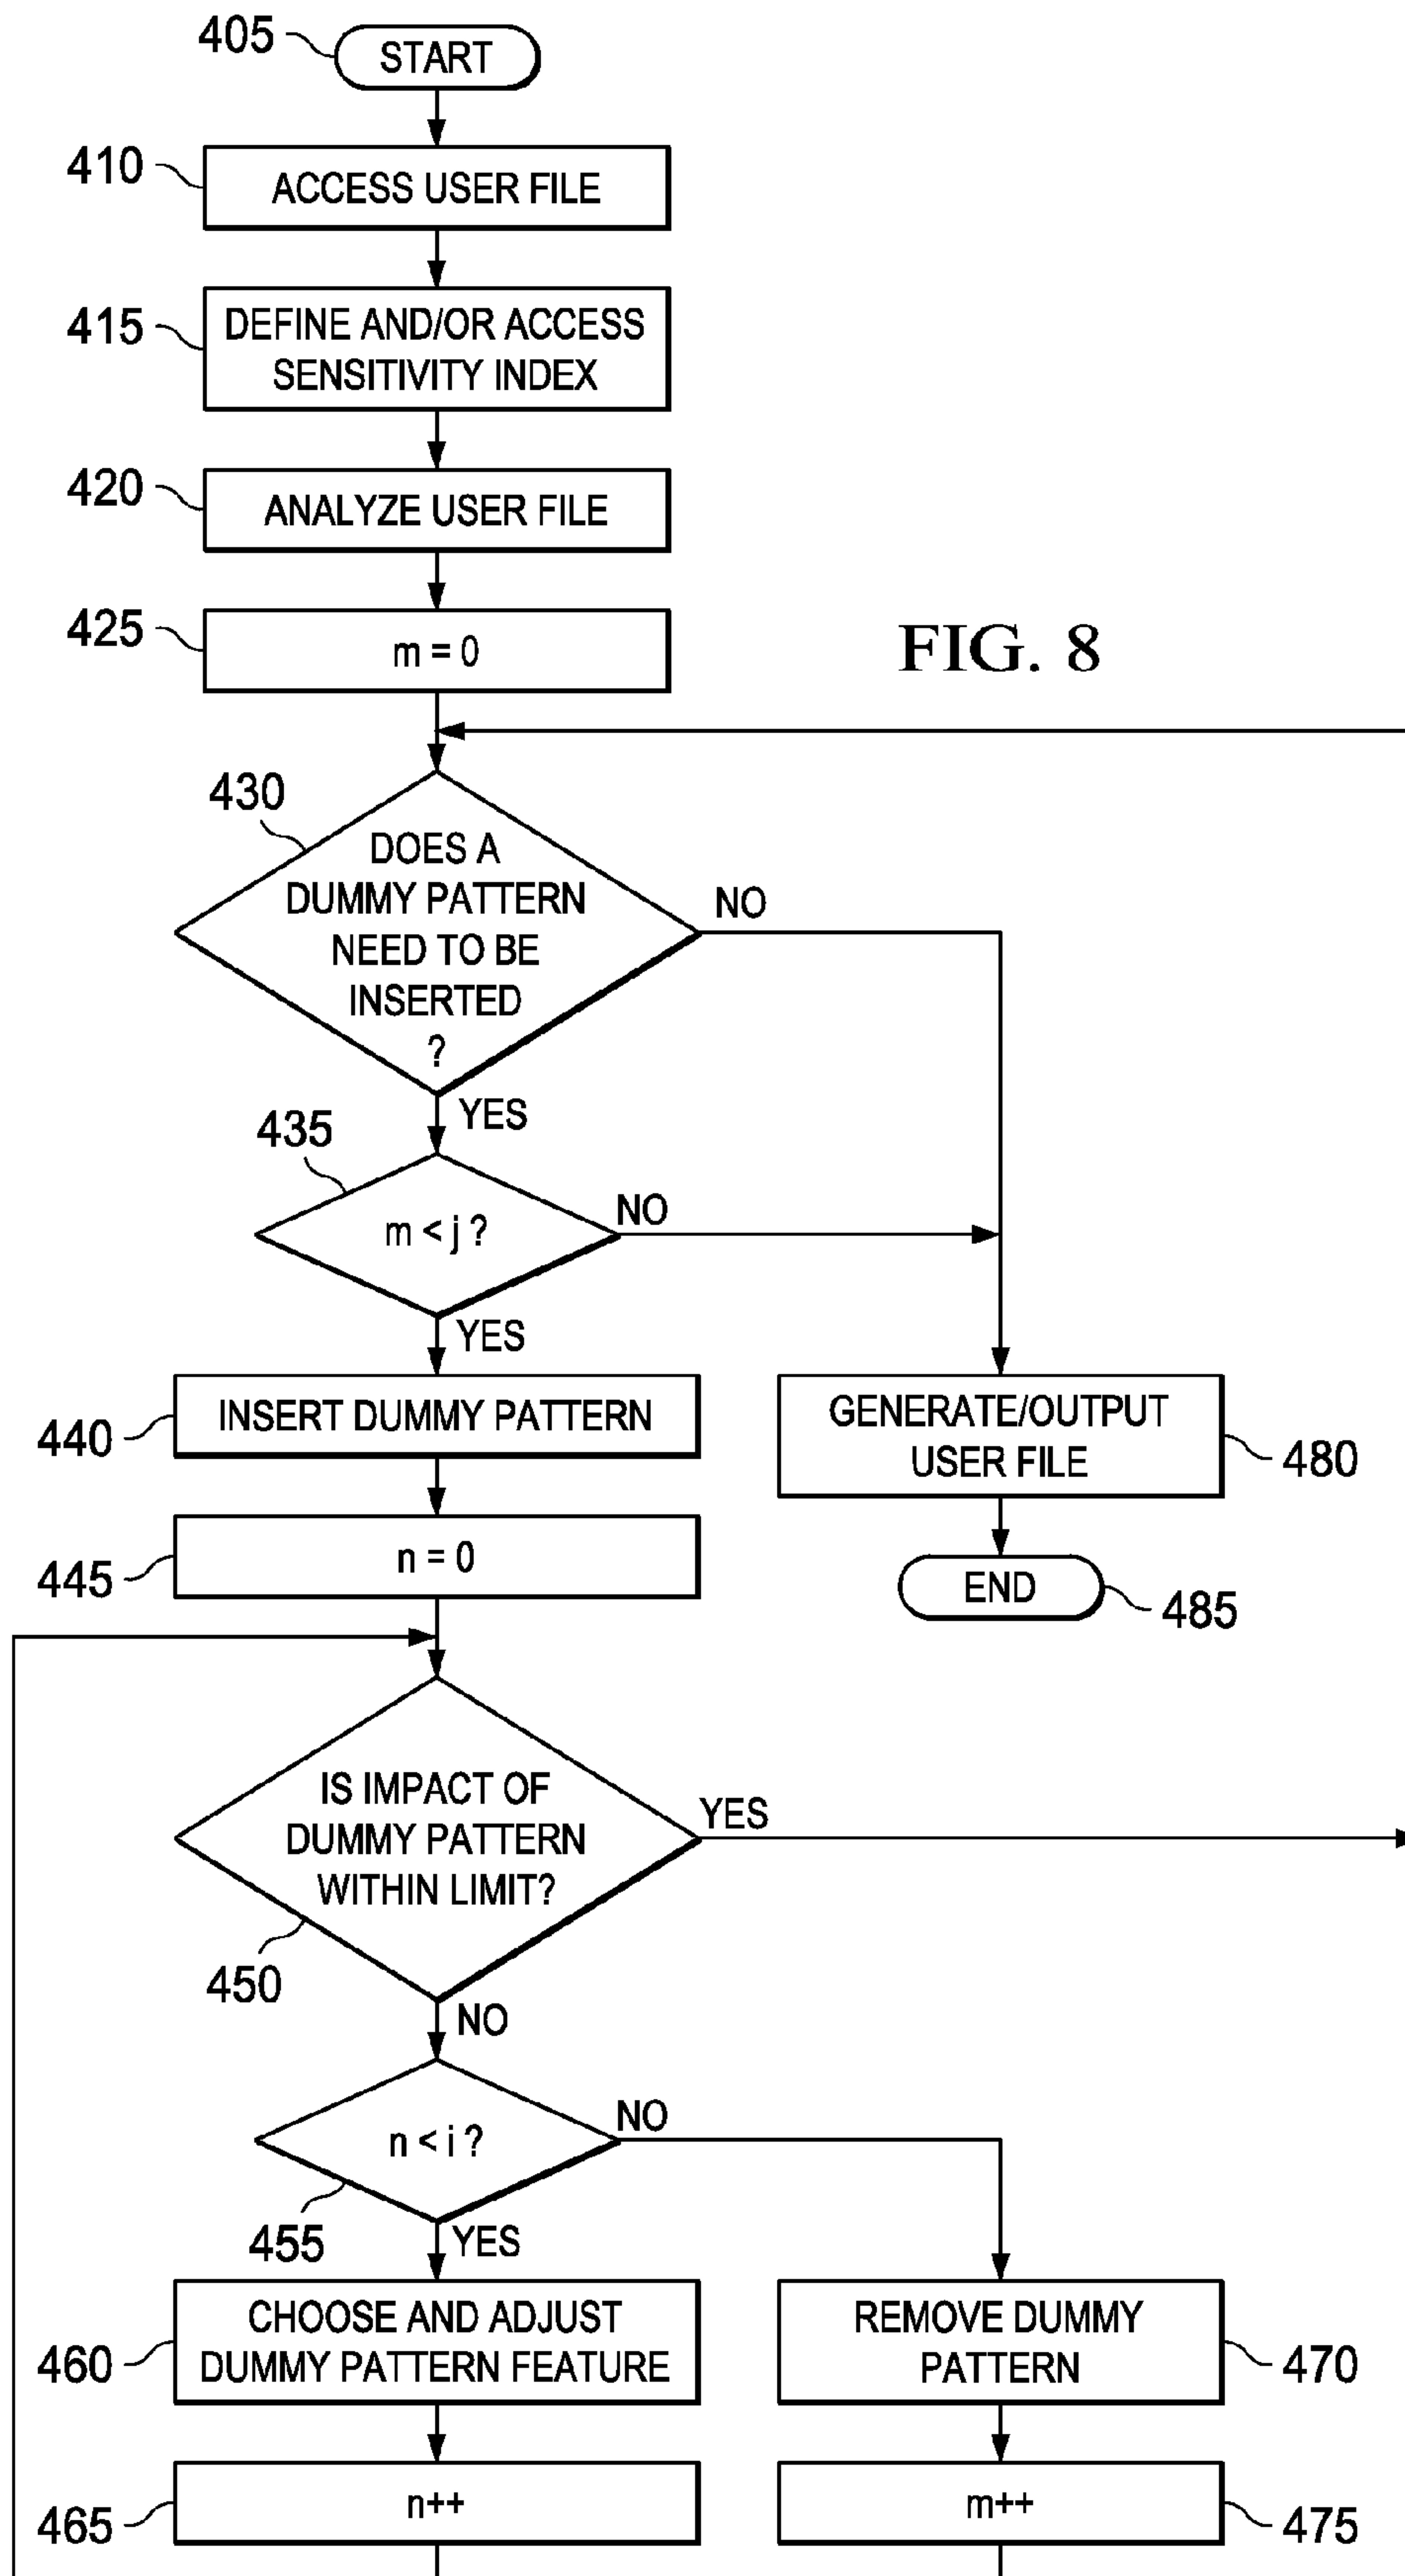 405
START
410
ACCESS USER FILE
415
DEFINE AND/OR ACCESS
SENSITIVITY INDEX
420
ANALYZE USER FILE
425
m = 0
FIG. 8
430
DOES A
DUMMY PATTERN
NEED TO BE
INSERTED
?
NO
YES
435
m < j ?
NO
YES
440
INSERT DUMMY PATTERN
GENERATE/OUTPUT
USER FILE
480
445
n = 0
END
485
IS IMPACT OF
DUMMY PATTERN
WITHIN LIMIT?
YES
450
NO
n < i ?
NO
455
YES
460
CHOOSE AND ADJUST
DUMMY PATTERN FEATURE
REMOVE DUMMY
PATTERN
470
465
n++
m++
475